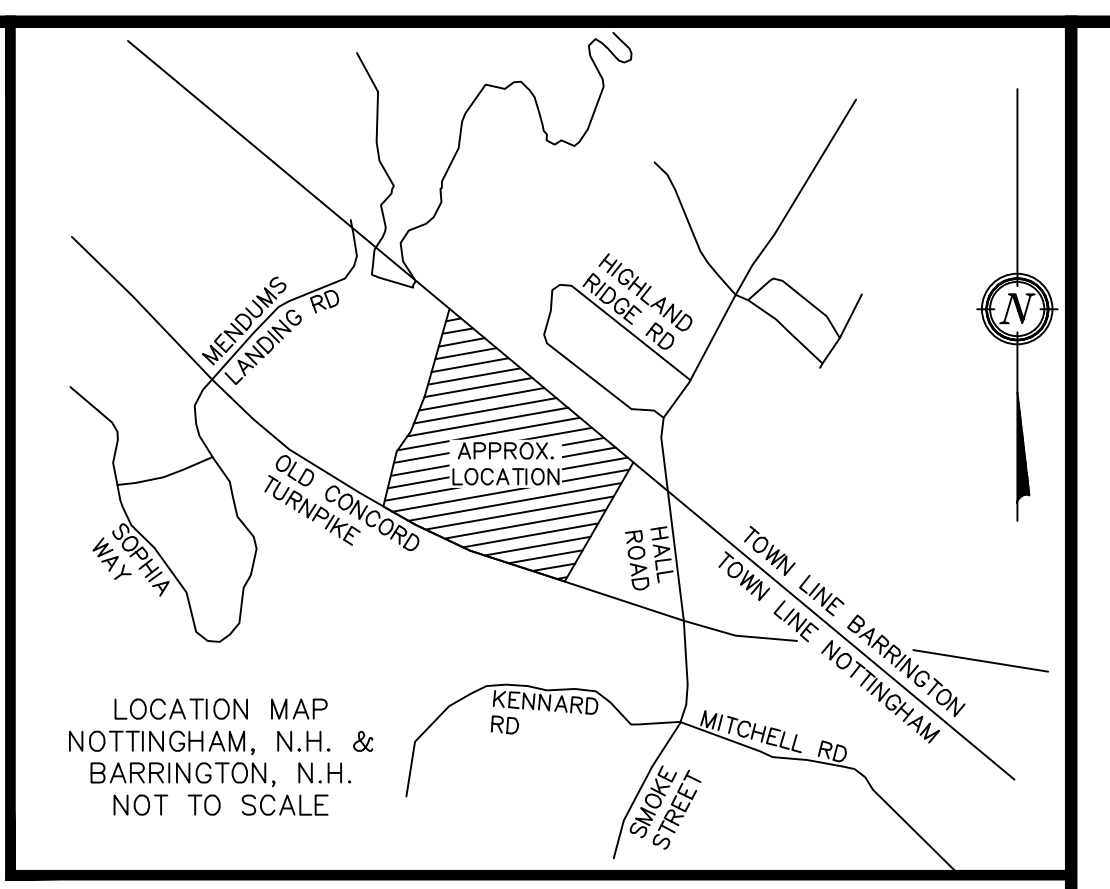 HIGHLAND
RIDGE RD
MENDUMS
LANDING RD
N
APPROX.
LOCATION
OLD CONCORD
TURNPIKE
SOPHIA
WAY
HALL
ROAD
TOWN LINE BARRINGTON
TOWN LINE NOTTINGHAM
KENNARD
RD
MITCHELL RD
SMOKE
STREET
LOCATION MAP
NOTTINGHAM, N.H. &
BARRINGTON, N.H.
NOT TO SCALE